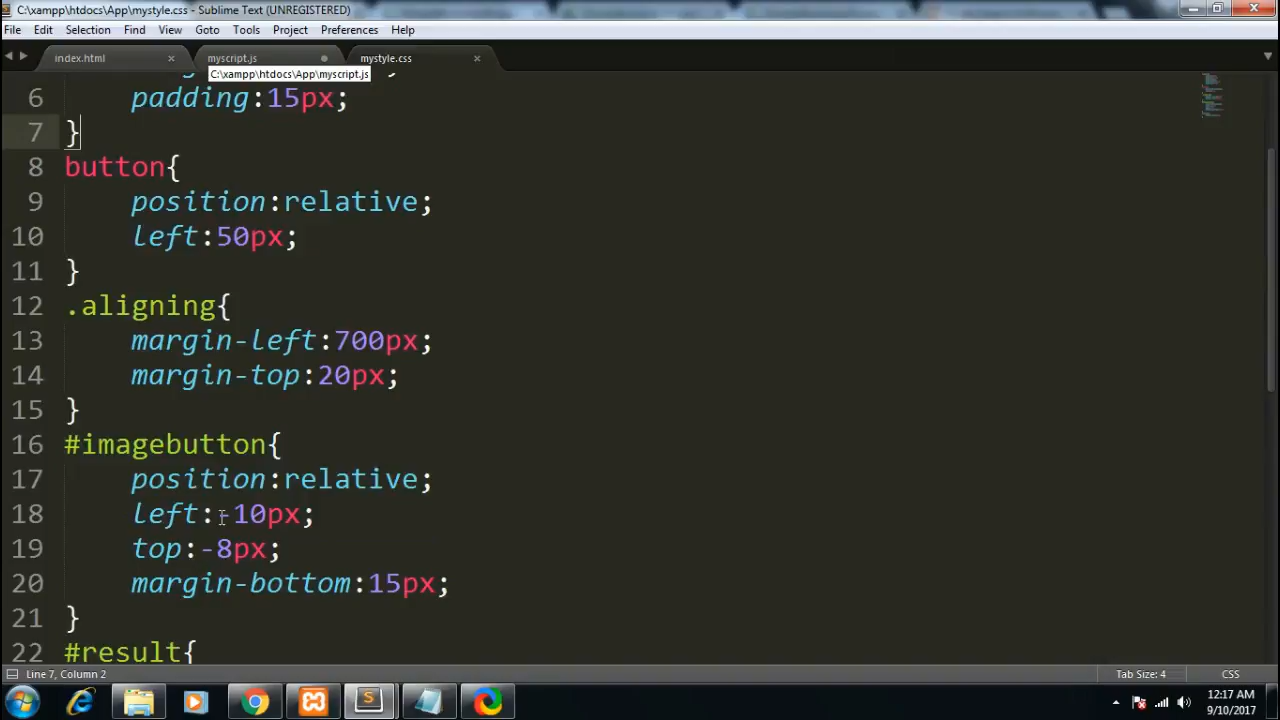 C:\xampp\htdocs\App\mystyle.css - Sublime Text (UNREGISTERED)
File Edit Selection Find View Goto Tools Project Preferences Help
index.html myscript.js mystyle.css
C:\xampp\htdocs\App\myscript.js
6 padding:15px;
7 }
8 button{
9 position:relative;
10 left:50px;
11 }
12 .aligning{
13 margin-left:700px;
14 margin-top:20px;
15 }
16 #imagebutton{
17 position:relative;
18 left:-10px;
19 top:-8px;
20 margin-bottom:15px;
21 }
22 #result{
Line 7, Column 2 Tab Size: 4 CSS
12:17 AM
9/10/2017